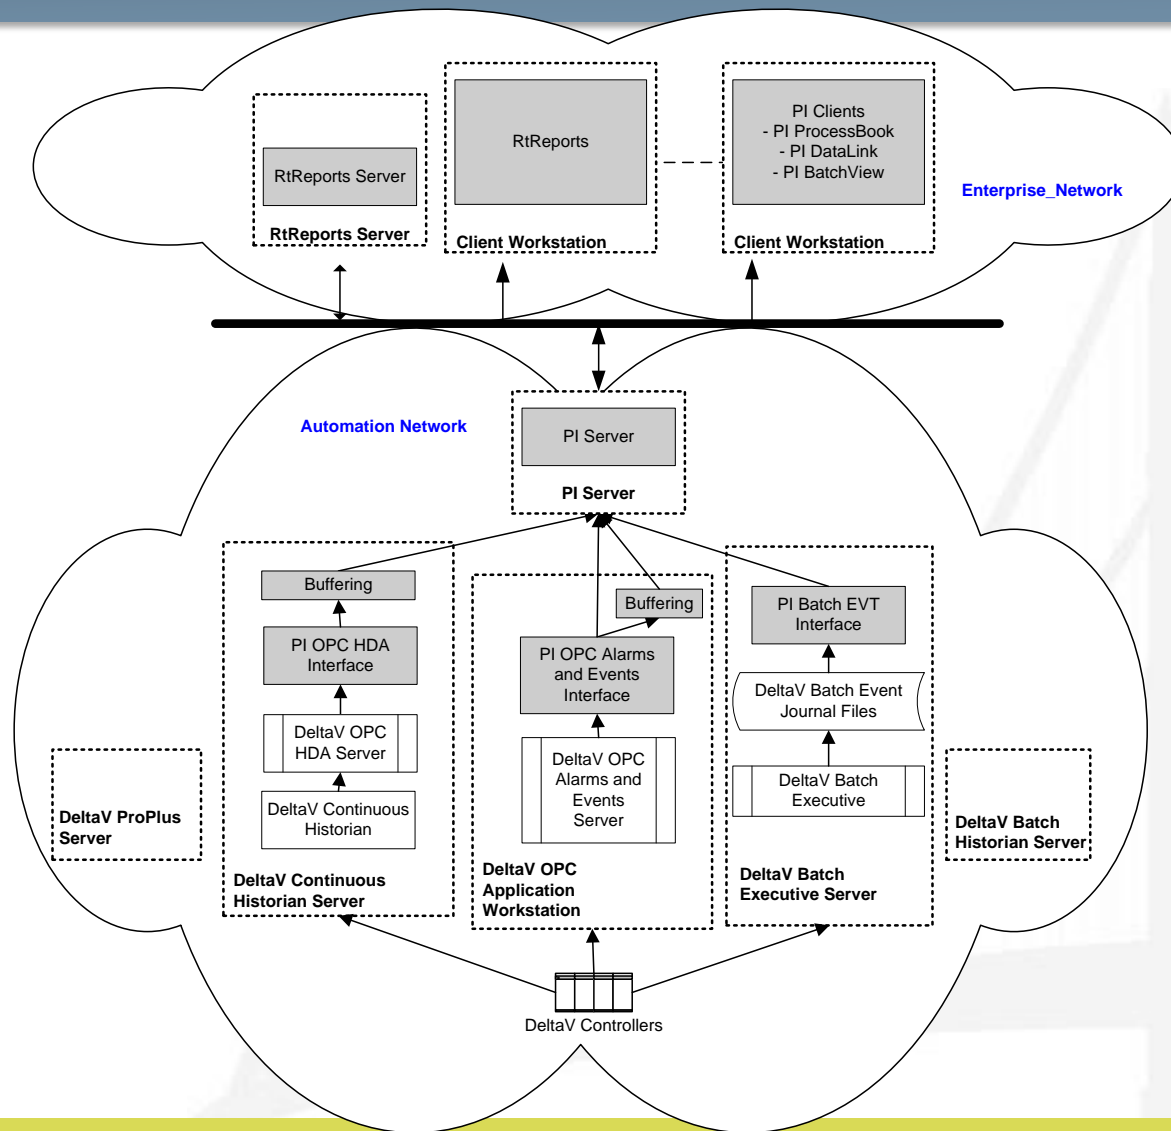 RtReports Server
RtReports Server
RtReports
Client Workstation
PI Clients
- PI ProcessBook
- PI DataLink
- PI BatchView
Client Workstation
Enterprise_Network
Automation Network
PI Server
PI Server
Buffering
PI OPC HDA
Interface
DeltaV OPC
HDA Server
DeltaV Continuous
Historian
DeltaV Continuous
Historian Server
Buffering
PI OPC Alarms
and Events
Interface
DeltaV OPC
Alarms and
Events
Server
DeltaV OPC
Application
Workstation
PI Batch EVT
Interface
DeltaV Batch Event
Journal Files
DeltaV Batch
Executive
DeltaV Batch
Executive Server
DeltaV ProPlus
Server
DeltaV Batch
Historian Server
DeltaV Controllers